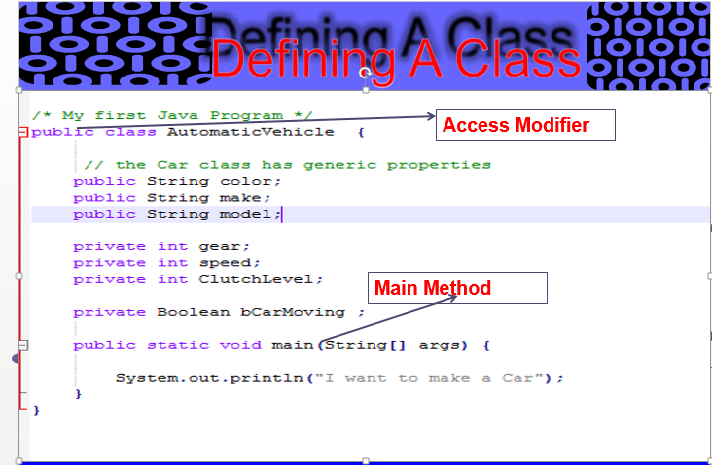 Defining A Class
/* My first Java Program */
Access Modifier
public class AutomaticVehicle {
// the Car class has generic properties
public String color;
public String make;
public String model;
private int gear;
private int speed;
private int ClutchLevel;
Main Method
private Boolean bCarMoving ;
public static void main(String[] args) {
System.out.println("I want to make a Car");
}
}